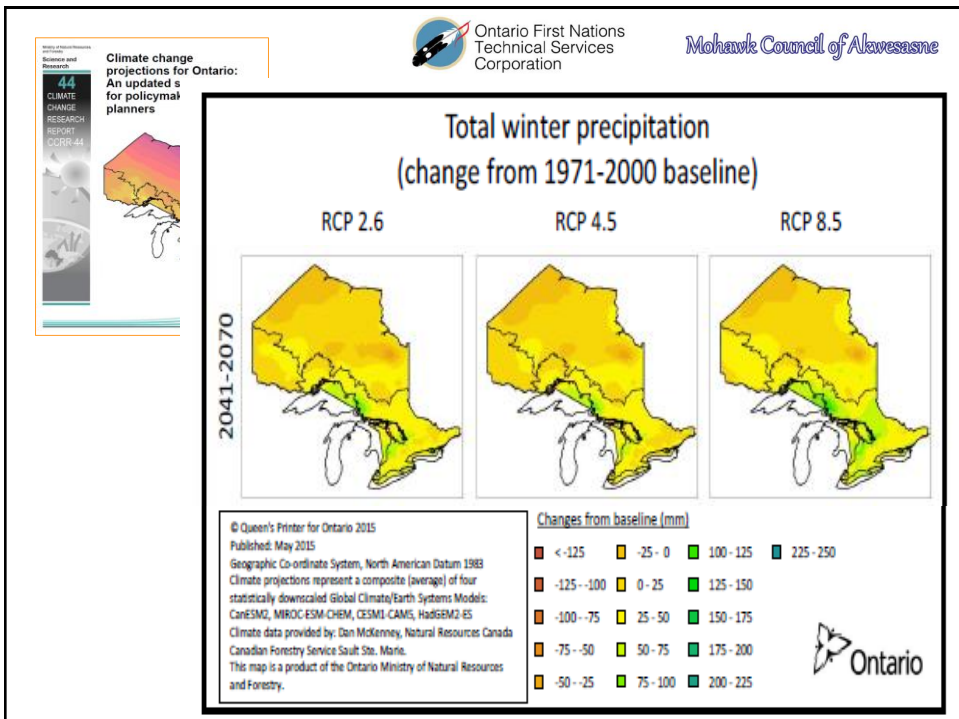 Ontario First Nations
Technical Services
Corporation
Mohawk Council of Akwesasne
Ministry of Natural Resources
and Forestry
Science and
Research
44
CLIMATE
CHANGE
RESEARCH
REPORT
CCRR-44
Climate change
projections for Ontario:
An updated s
for policymak
planners
Total winter precipitation
(change from 1971-2000 baseline)
RCP 2.6
RCP 4.5
RCP 8.5
2041-2070
© Queen's Printer for Ontario 2015
Published: May 2015
Geographic Co-ordinate System, North American Datum 1983
Climate projections represent a composite (average) of four
statistically downscaled Global Climate/Earth Systems Models:
CanESM2, MIROC-ESM-CHEM, CESM1-CAMS, HadGEM2-ES
Climate data provided by: Dan McKenney, Natural Resources Canada
Canadian Forestry Service Sault Ste. Marie.
This map is a product of the Ontario Ministry of Natural Resources
and Forestry.
Changes from baseline (mm)
< -125
-125 - -100
-100 - -75
-75 - -50
-50 - -25
-25 - 0
0 - 25
25 - 50
50 - 75
75 - 100
100 - 125
125 - 150
150 - 175
175 - 200
200 - 225
225 - 250
Ontario